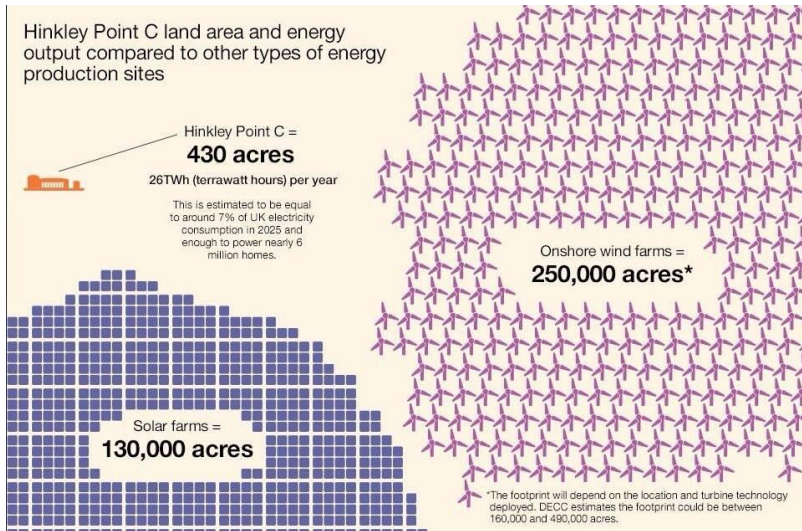 Hinkley Point C land area and energy
output compared to other types of energy
production sites
Hinkley Point C =
430 acres
26TWh (terrawatt hours) per year
This is estimated to be equal
to around 7% of UK electricity
consumption in 2025 and
enough to power nearly 6
million homes.
Onshore wind farms =
250,000 acres*
Solar farms =
130,000 acres
*The footprint will depend on the location and turbine technology
deployed. DECC estimates the footprint could be between
160,000 and 490,000 acres.